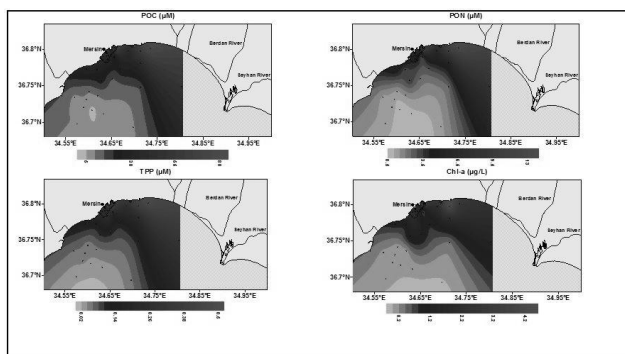 POC (µM)
36.8°N
36.75°N
36.7°N
Mersin
Berdan River
Seyhan River
34.55°E 34.65°E 34.75°E 34.85°E 34.95°E
PON (µM)
36.8°N
36.75°N
36.7°N
Mersin
Berdan River
Seyhan River
34.55°E 34.65°E 34.75°E 34.85°E 34.95°E
TPP (µM)
36.8°N
36.75°N
36.7°N
Mersin
Berdan River
Seyhan River
34.55°E 34.65°E 34.75°E 34.85°E 34.95°E
Chl-a (µg/L)
36.8°N
36.75°N
36.7°N
Mersin
Berdan River
Seyhan River
34.55°E 34.65°E 34.75°E 34.85°E 34.95°E